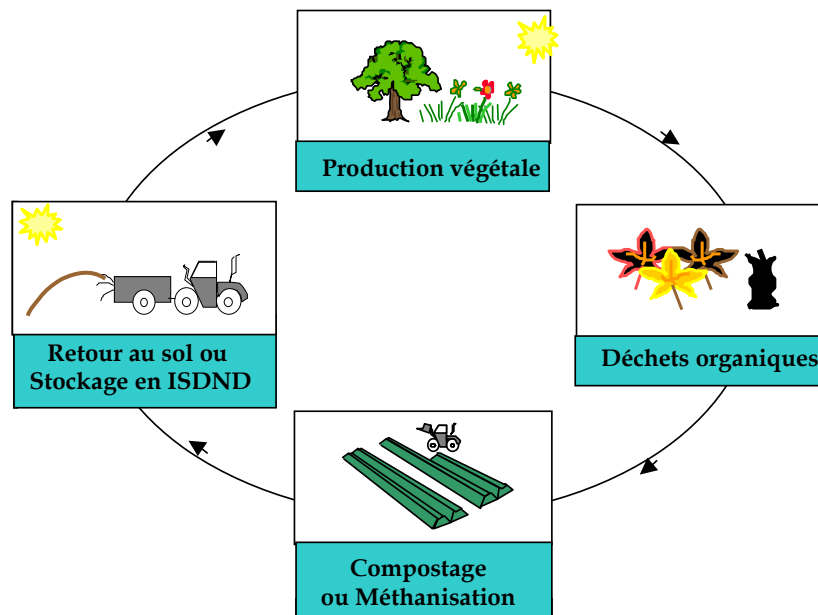 Production végétale
Déchets organiques
Compostage
ou Méthanisation
Retour au sol ou
Stockage en ISDND